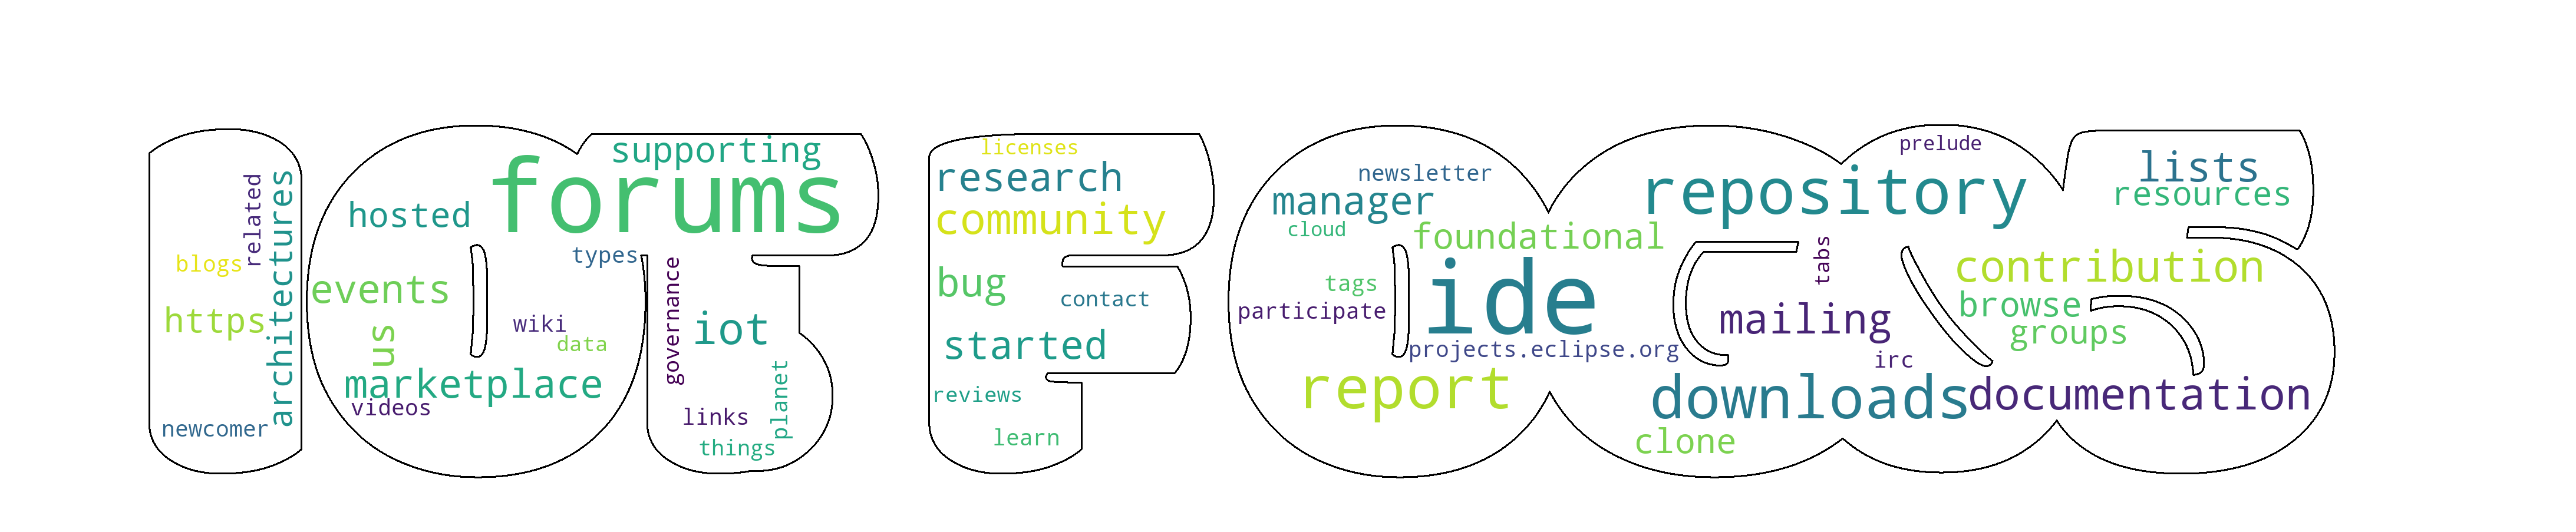 related
architectures
blogs
https
newcomer
supporting
forums
hosted
types
events
us
wiki
data
marketplace
videos
governance
iot
planet
links
things
licenses
research
community
bug
contact
started
reviews
learn
newsletter
manager
cloud
foundational
tags
participate
ide
projects.eclipse.org
report
prelude
repository
tabs
mailing
irc
downloads
clone
lists
resources
contribution
browse
groups
documentation